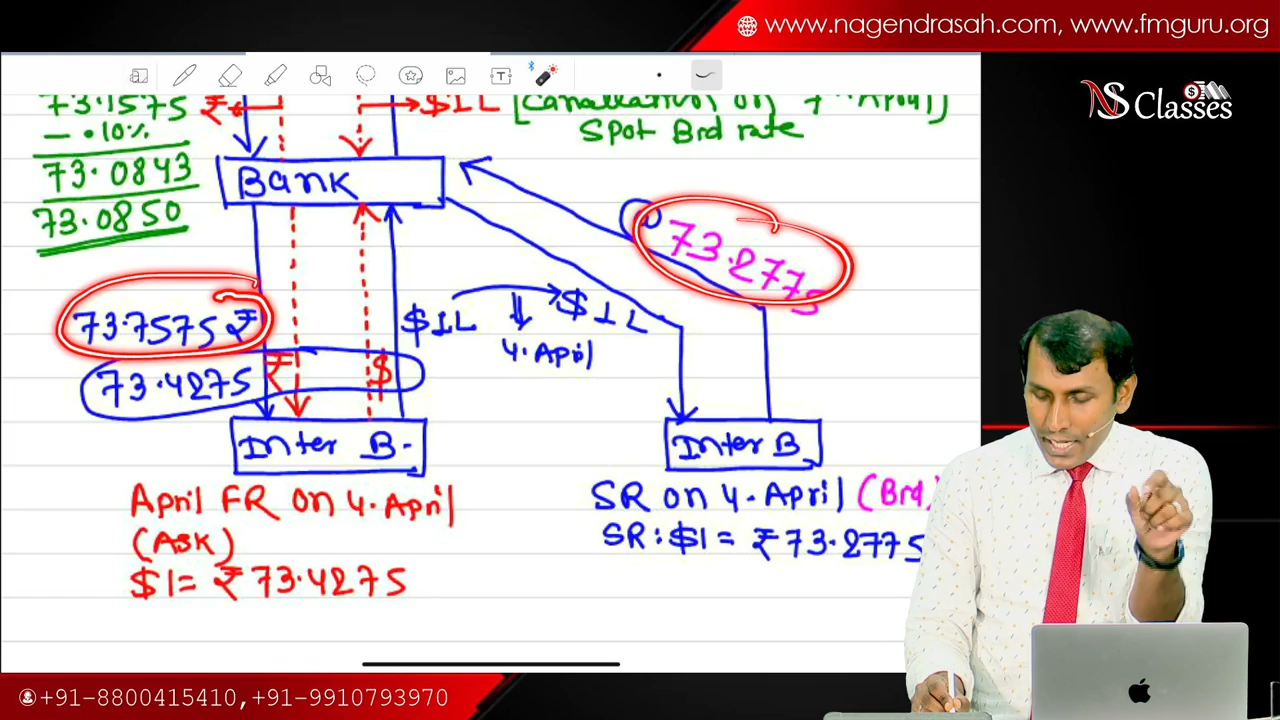 www.nagendrasah.com, www.fmguru.org
NS Classes
73.1575 ₹
$1L
Spot Bid rate
- .10%
73.0843
73.0850
Bank
73.2775
73.7575 ₹
$1L
$1L
4.April
73.4275
₹
$
Inter B.
Inter B
April FR on 4.April
(Ask)
$1= ₹73.4275
SR on 4.April (Bid)
SR: $1= ₹73.2775
+91-8800415410,+91-9910793970